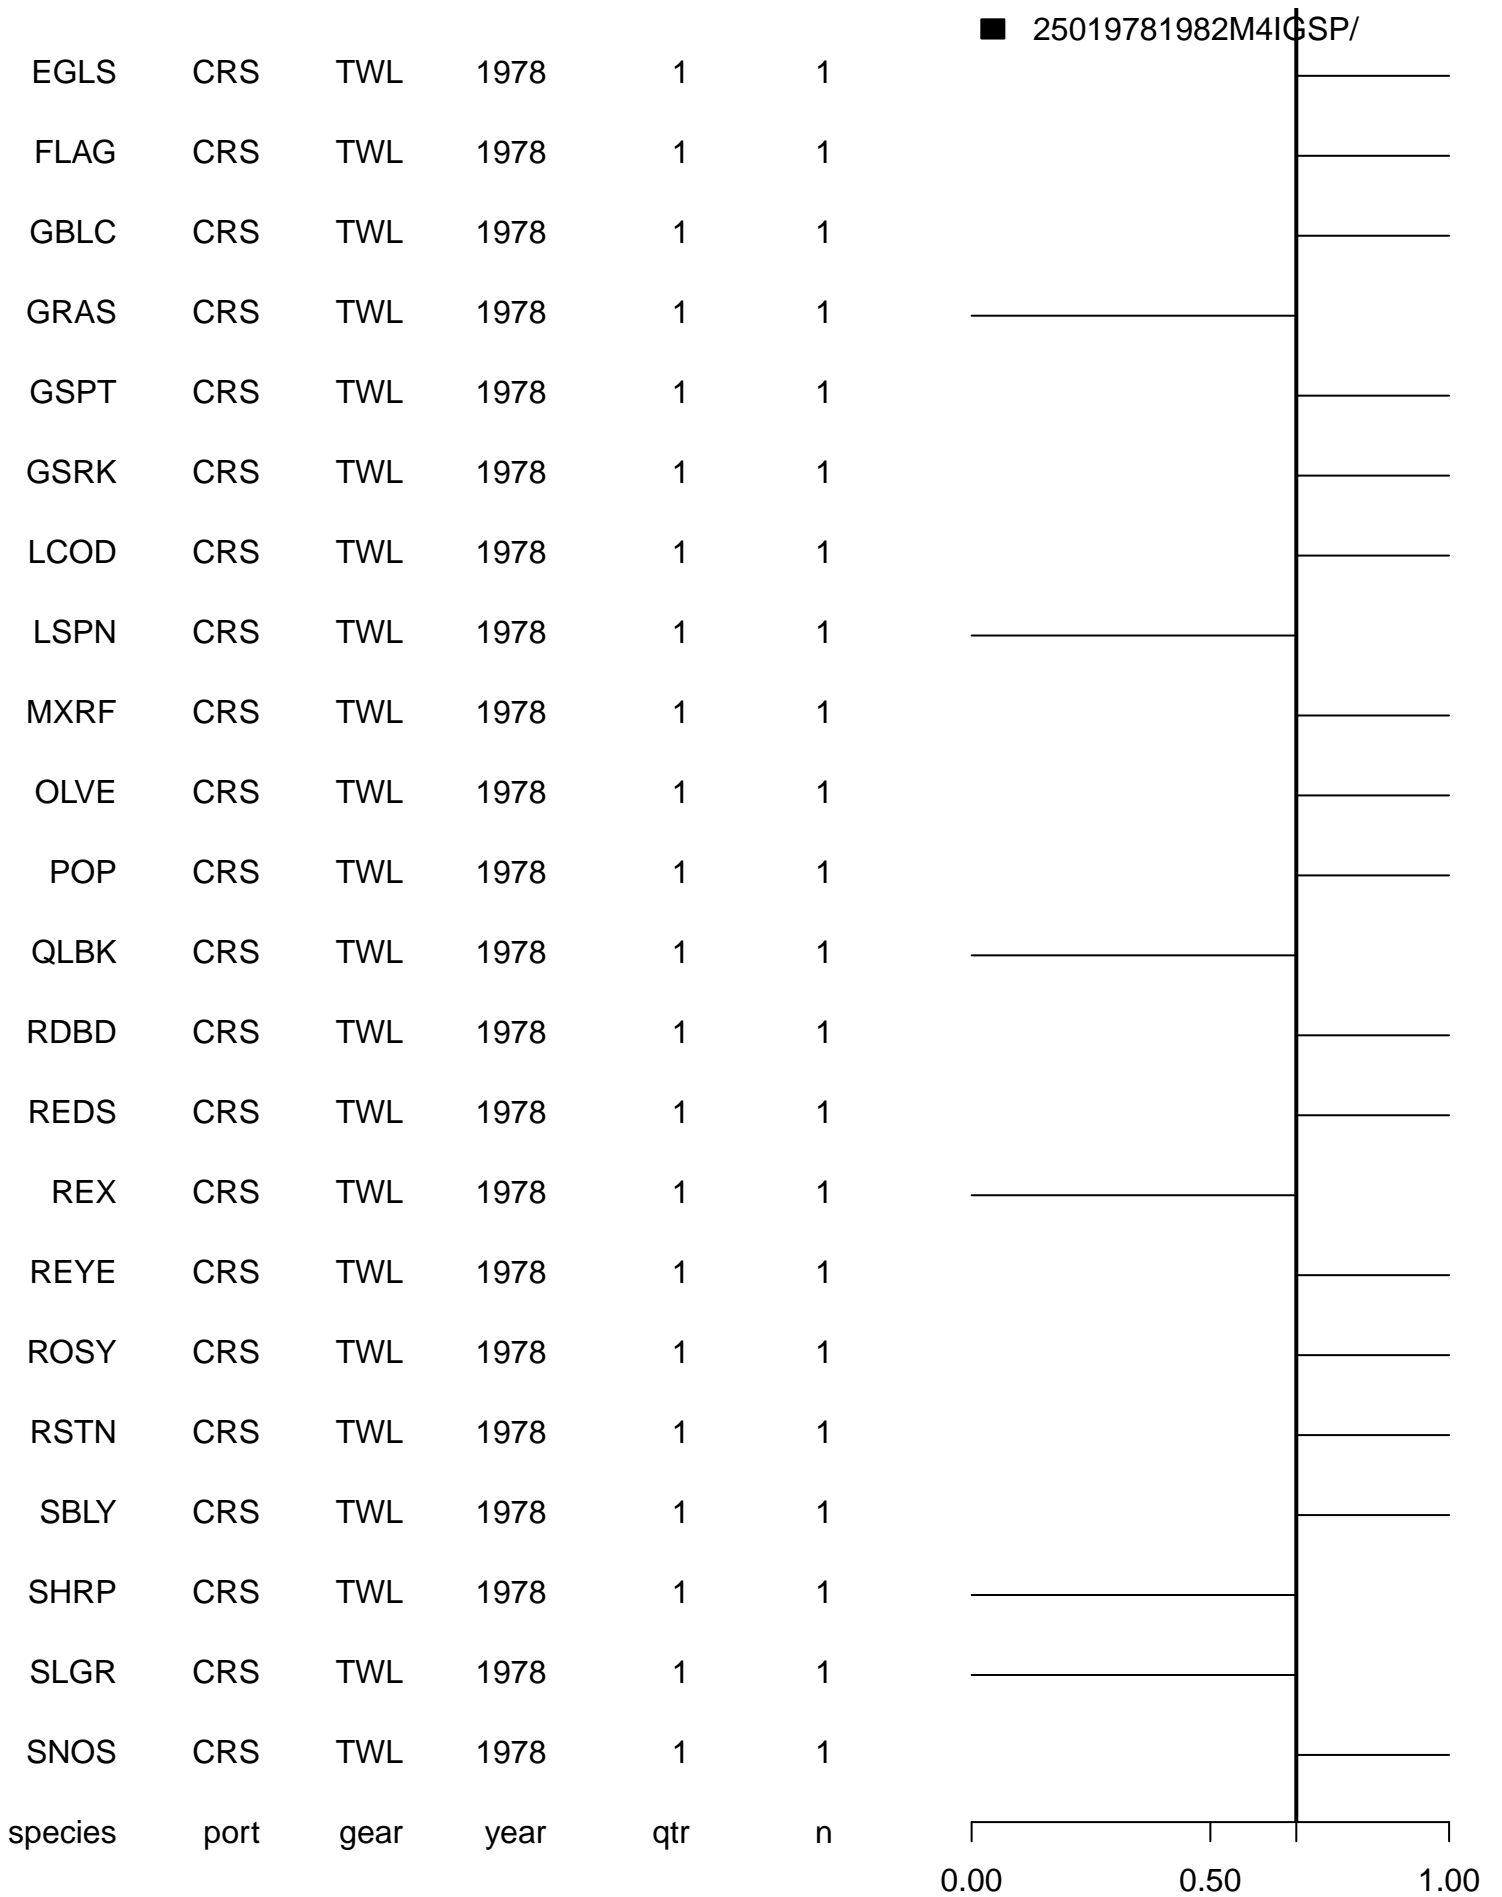 25019781982M4IGSP/
EGLS CRS TWL 1978 1 1
FLAG CRS TWL 1978 1 1
GBLC CRS TWL 1978 1 1
GRAS CRS TWL 1978 1 1
GSPT CRS TWL 1978 1 1
GSRK CRS TWL 1978 1 1
LCOD CRS TWL 1978 1 1
LSPN CRS TWL 1978 1 1
MXRF CRS TWL 1978 1 1
OLVE CRS TWL 1978 1 1
POP CRS TWL 1978 1 1
QLBK CRS TWL 1978 1 1
RDBD CRS TWL 1978 1 1
REDS CRS TWL 1978 1 1
REX CRS TWL 1978 1 1
REYE CRS TWL 1978 1 1
ROSY CRS TWL 1978 1 1
RSTN CRS TWL 1978 1 1
SBLY CRS TWL 1978 1 1
SHRP CRS TWL 1978 1 1
SLGR CRS TWL 1978 1 1
SNOS CRS TWL 1978 1 1
species port gear year qtr n
0.00 0.50 1.00